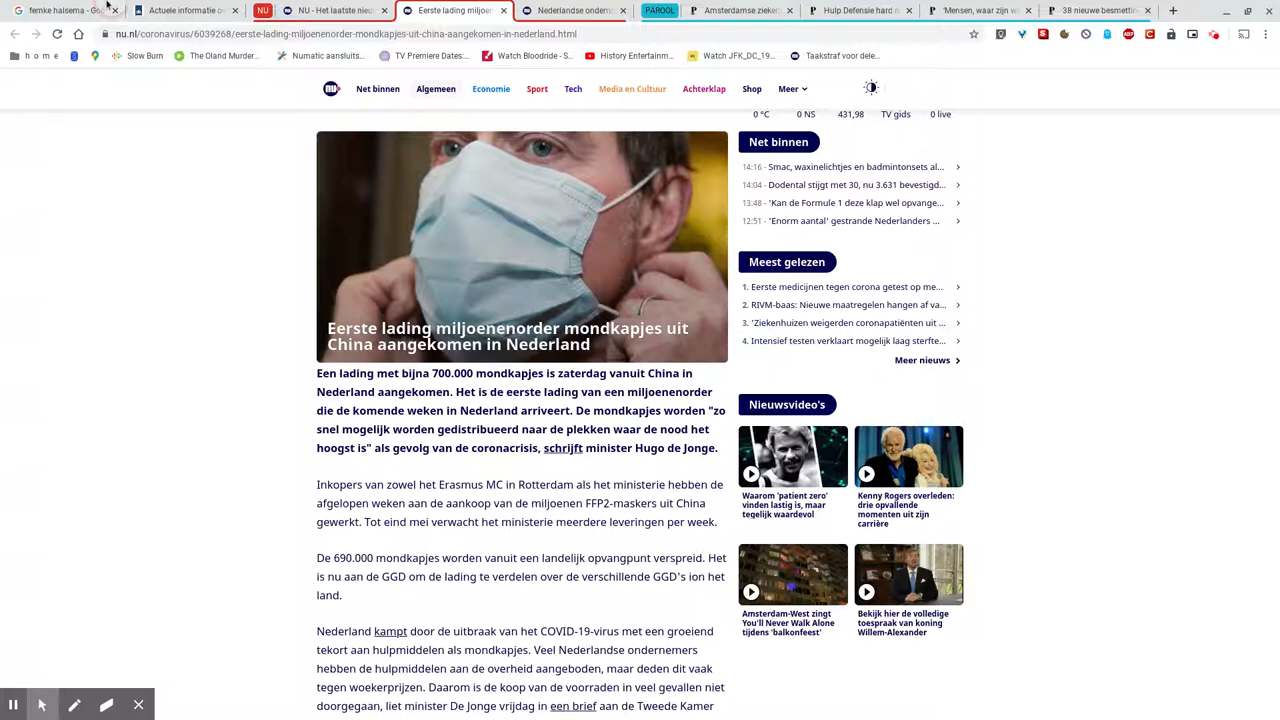 femke halsema - Goo
Actuele informatie ov
NU
NU - Het laatste nieu
Eerste lading miljoen
Nederlandse ondern
PAROOL
Amsterdamse zieken
Hulp Defensie hard n
'Mensen, waar zijn w
38 nieuwe besmettin
nu.nl/coronavirus/6039268/eerste-lading-miljoenenorder-mondkapjes-uit-china-aangekomen-in-nederland.html
h o m e
Slow Burn
The Oland Murder...
Numatic aansluits...
TV Premiere Dates:...
Watch Bloodride - S...
History Entertainm...
Watch JFK_DC_19...
Taakstraf voor dele...
nu
Net binnen
Algemeen
Economie
Sport
Tech
Media en Cultuur
Achterklap
Shop
Meer
0 °C
0 NS
431,98
TV gids
0 live
Eerste lading miljoenenorder mondkapjes uit
China aangekomen in Nederland
Een lading met bijna 700.000 mondkapjes is zaterdag vanuit China in
Nederland aangekomen. Het is de eerste lading van een miljoenenorder
die de komende weken in Nederland arriveert. De mondkapjes worden "zo
snel mogelijk worden gedistribueerd naar de plekken waar de nood het
hoogst is" als gevolg van de coronacrisis, schrijft minister Hugo de Jonge.
Inkopers van zowel het Erasmus MC in Rotterdam als het ministerie hebben de
afgelopen weken aan de aankoop van de miljoenen FFP2-maskers uit China
gewerkt. Tot eind mei verwacht het ministerie meerdere leveringen per week.
De 690.000 mondkapjes worden vanuit een landelijk opvangpunt verspreid. Het
is nu aan de GGD om de lading te verdelen over de verschillende GGD's ion het
land.
Nederland kampt door de uitbraak van het COVID-19-virus met een groeiend
tekort aan hulpmiddelen als mondkapjes. Veel Nederlandse ondernemers
hebben de hulpmiddelen aan de overheid aangeboden, maar deden dit vaak
tegen woekerprijzen. Daarom is de koop van de voorraden in veel gevallen niet
doorgegaan, liet minister De Jonge vrijdag in een brief aan de Tweede Kamer
Net binnen
14:16 - Smac, waxinelichtjes en badmintonsets al...
14:04 - Dodental stijgt met 30, nu 3.631 bevestigd...
13:48 - 'Kan de Formule 1 deze klap wel opvange...
12:51 - 'Enorm aantal' gestrande Nederlanders ...
Meest gelezen
1. Eerste medicijnen tegen corona getest op me...
2. RIVM-baas: Nieuwe maatregelen hangen af va...
3. 'Ziekenhuizen weigerden coronapatiënten uit ...
4. Intensief testen verklaart mogelijk laag sterfte...
Meer nieuws
Nieuwsvideo's
Waarom 'patient zero'
vinden lastig is, maar
tegelijk waardevol
Kenny Rogers overleden:
drie opvallende
momenten uit zijn
carrière
Amsterdam-West zingt
You'll Never Walk Alone
tijdens 'balkonfeest'
Bekijk hier de volledige
toespraak van koning
Willem-Alexander